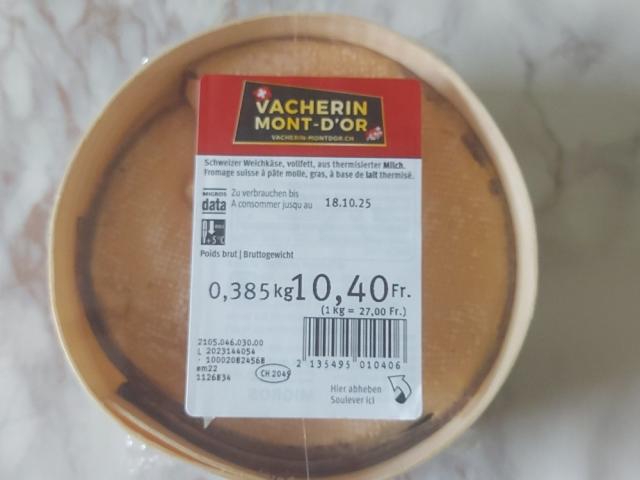 VACHERIN
MONT-D'OR
VACHERIN-MONTDOR.CH
Schweizer Weichkäse, vollfett, aus thermisierter Milch.
Fromage suisse à pâte molle, gras, à base de lait thermisé.
MIGROS data
Zu verbrauchen bis
A consommer jusqu au 18.10.25
+5°C
Poids brut | Bruttogewicht
0,385kg 10,40 Fr.
(1 kg = 27,00 Fr.)
2105.046.030.00
L 2023144054
em22
1126834
CH 2049
2 135495 010406
Hier abheben
Soulever ici